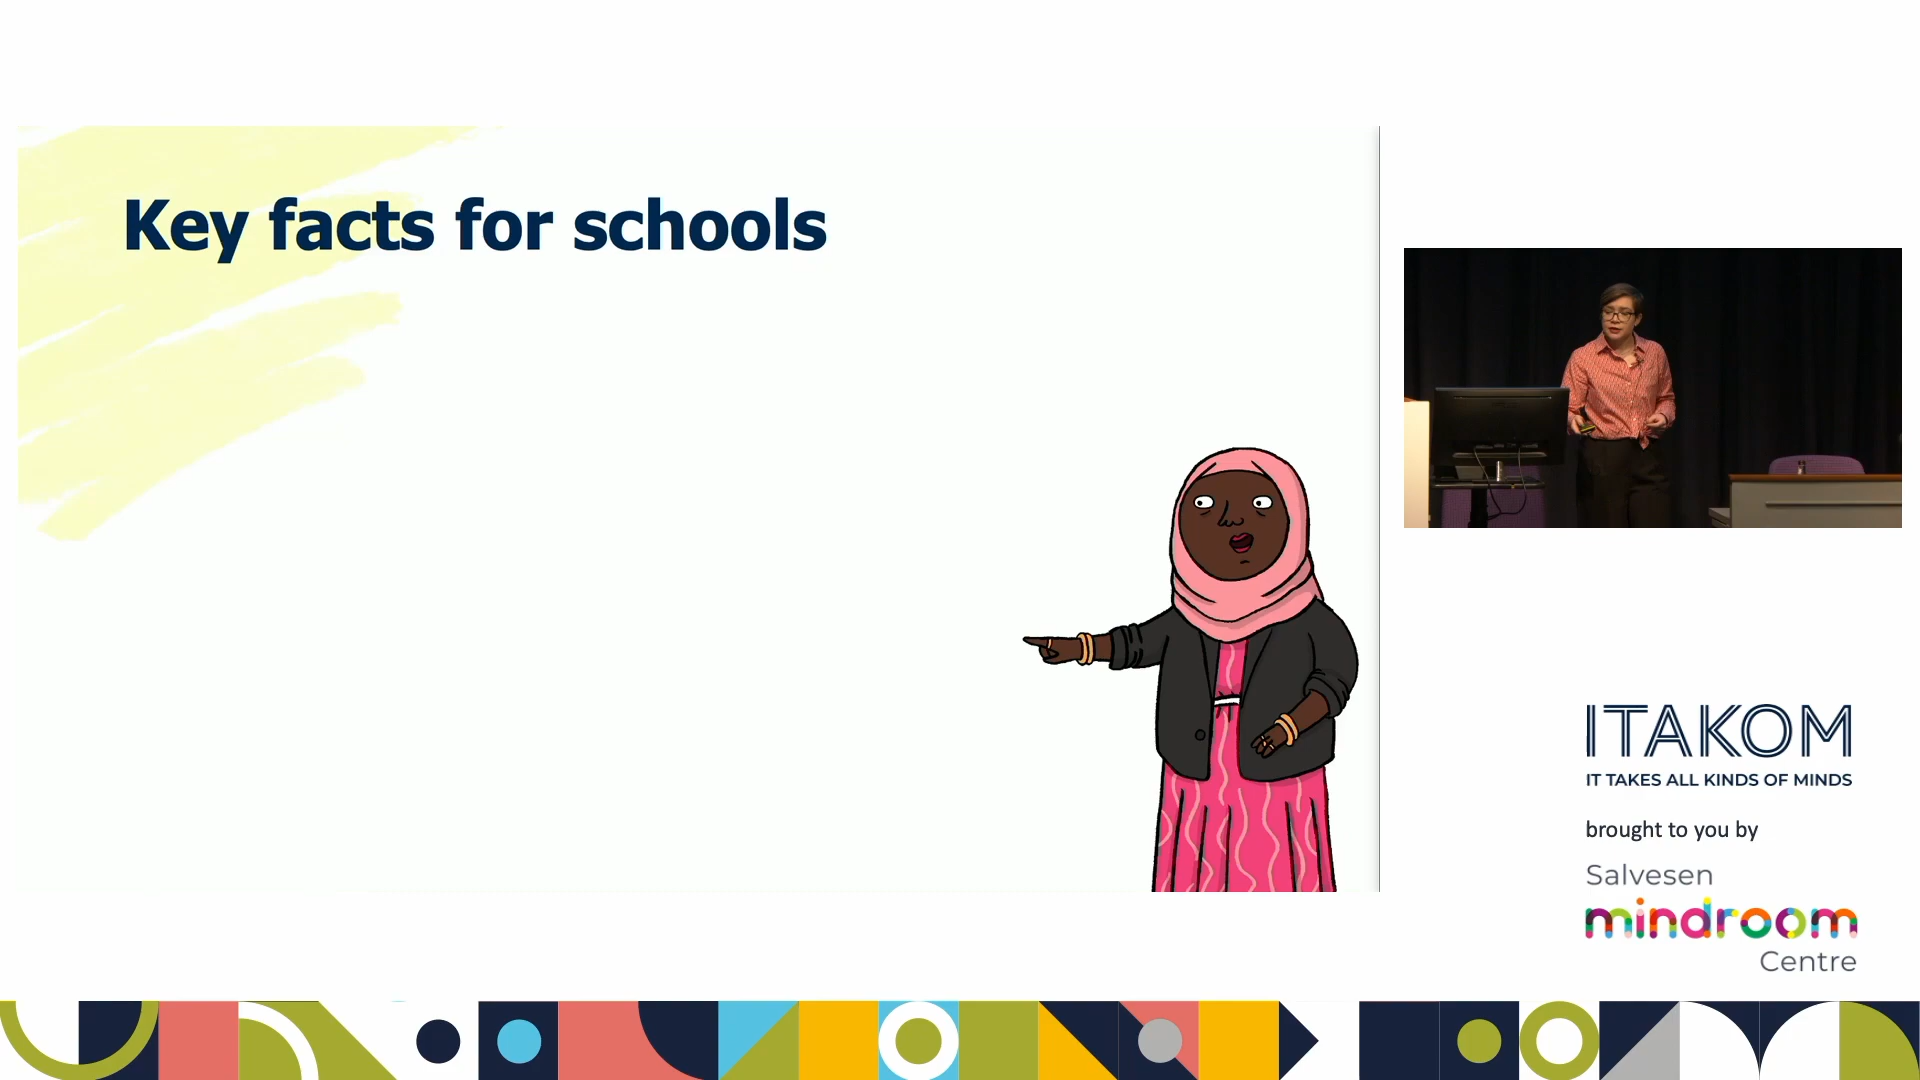 Key facts for schools
ITAKOM
IT TAKES ALL KINDS OF MINDS
brought to you by
Salvesen
mindroom
Centre